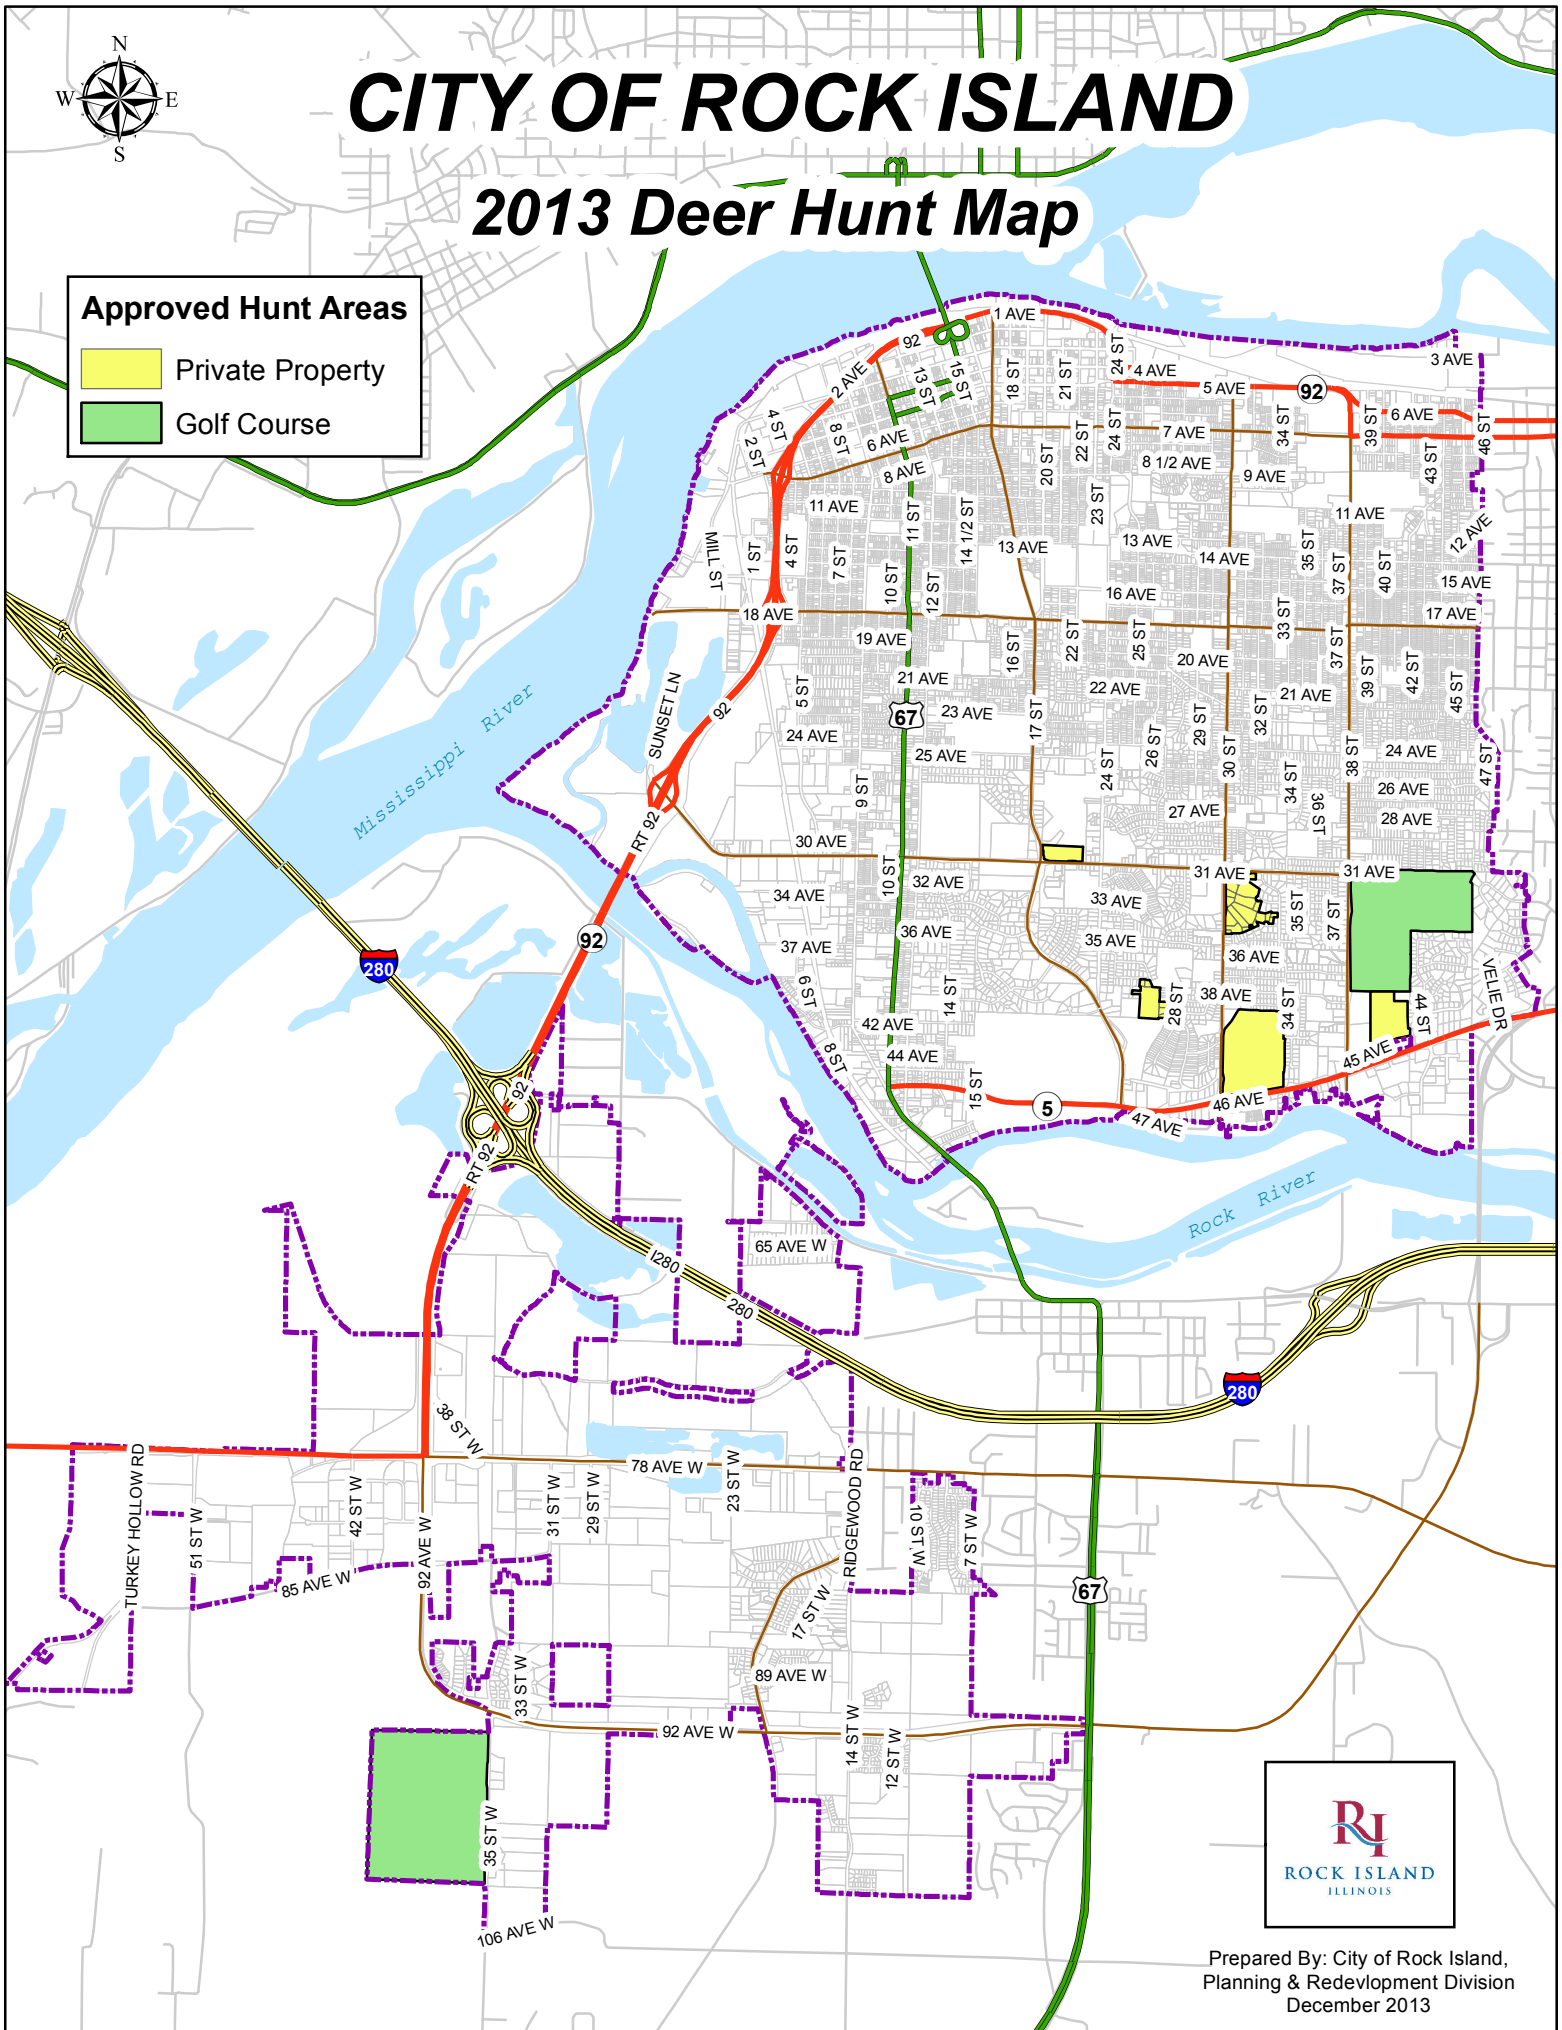 N
W E
S
CITY OF ROCK ISLAND
2013 Deer Hunt Map
Approved Hunt Areas
Private Property
Golf Course
1 AVE
92
3 AVE
2 AVE
13 ST
15 ST
18 ST
21 ST
24 ST
4 AVE
5 AVE
92
6 AVE
4 ST
2 ST
8 ST
6 AVE
8 AVE
20 ST
22 ST
24 ST
7 AVE
34 ST
39 ST
43 ST
46 ST
8 1/2 AVE
9 AVE
11 AVE
11 ST
14 1/2 ST
23 ST
11 AVE
12 AVE
MILL ST
1 ST
4 ST
7 ST
10 ST
12 ST
13 AVE
13 AVE
14 AVE
35 ST
37 ST
40 ST
15 AVE
16 AVE
17 AVE
18 AVE
19 AVE
16 ST
22 ST
25 ST
33 ST
37 ST
20 AVE
21 AVE
22 AVE
21 AVE
39 ST
42 ST
45 ST
SUNSET LN
5 ST
92
67
23 AVE
17 ST
29 ST
32 ST
24 AVE
25 AVE
24 ST
26 ST
30 ST
38 ST
24 AVE
47 ST
Mississippi River
9 ST
34 ST
36 ST
26 AVE
27 AVE
28 AVE
RT 92
30 AVE
31 AVE
31 AVE
10 ST
32 AVE
34 AVE
33 AVE
35 ST
37 ST
92
37 AVE
36 AVE
35 AVE
36 AVE
280
6 ST
14 ST
28 ST
38 AVE
34 ST
44 ST
VELIE DR
42 AVE
8 ST
44 AVE
45 AVE
15 ST
5
46 AVE
47 AVE
92
RT 92
Rock River
65 AVE W
I280
280
280
38 ST W
TURKEY HOLLOW RD
78 AVE W
23 ST W
RIDGEWOOD RD
51 ST W
42 ST W
92 AVE W
31 ST W
29 ST W
10 ST W
7 ST W
85 AVE W
17 ST W
67
33 ST W
89 AVE W
92 AVE W
14 ST W
12 ST W
35 ST W
106 AVE W
RI
ROCK ISLAND
ILLINOIS
Prepared By: City of Rock Island,
Planning & Redevlopment Division
December 2013